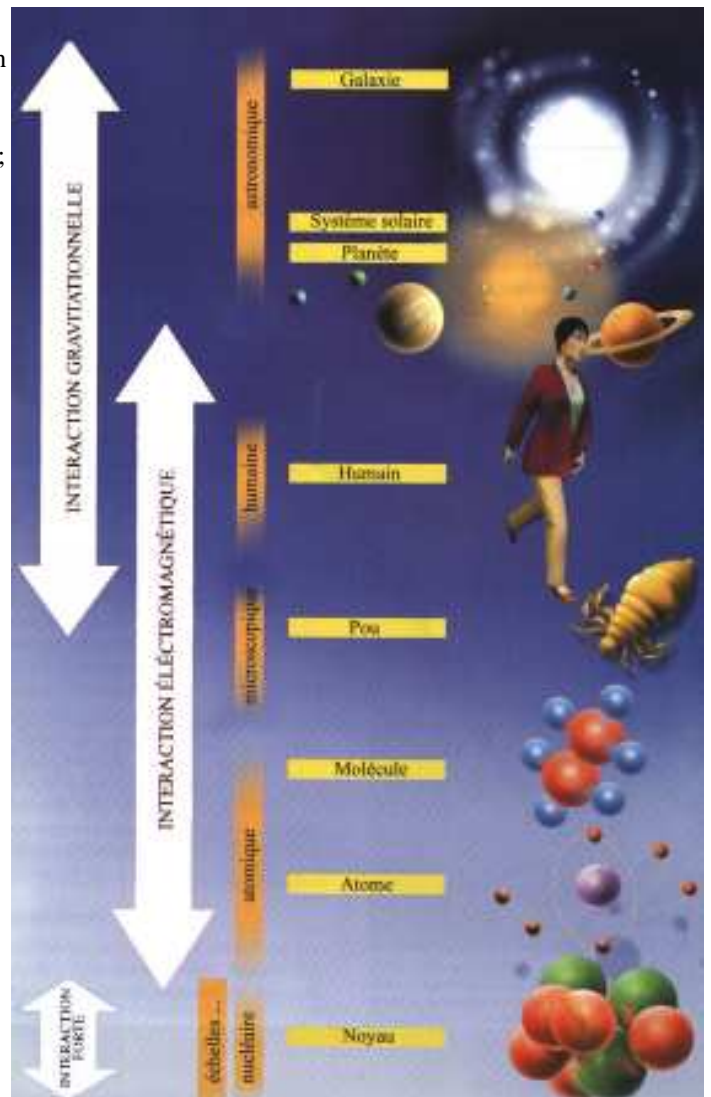 n
;
Galaxie
astronomique
Système solaire
Planète
INTERACTION GRAVITATIONNELLE
INTERACTION ÉLÉCTROMAGNÉTIQUE
humaine
Humain
microscopique
Pou
Molécule
atomique
Atome
INTERACTION
FORTE
échelles ...
nucléaire
Noyau